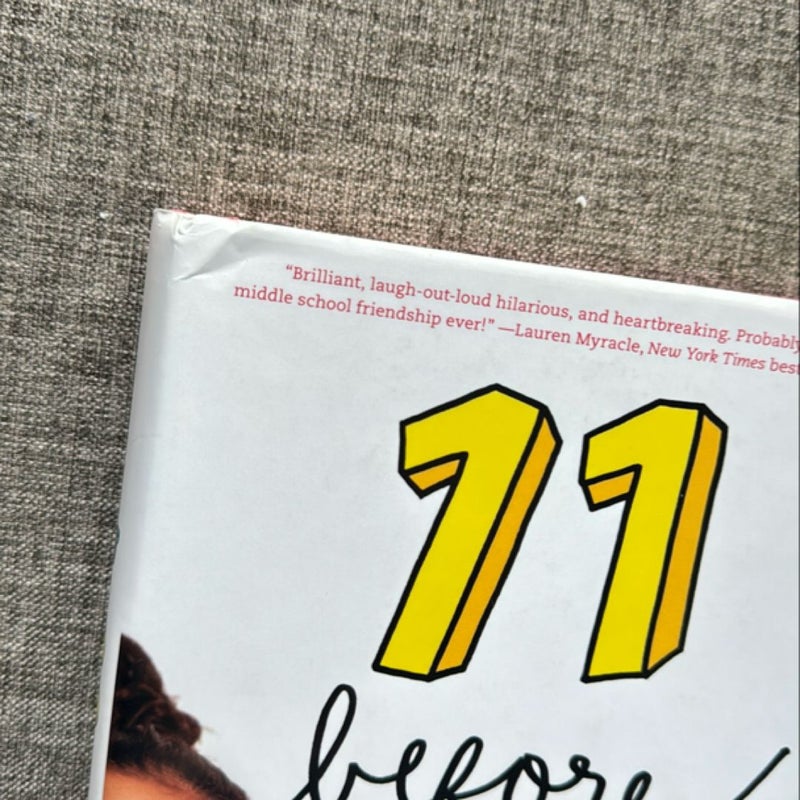 “Brilliant, laugh-out-loud hilarious, and heartbreaking. Probably
middle school friendship ever!” —Lauren Myracle, New York Times best
11
before